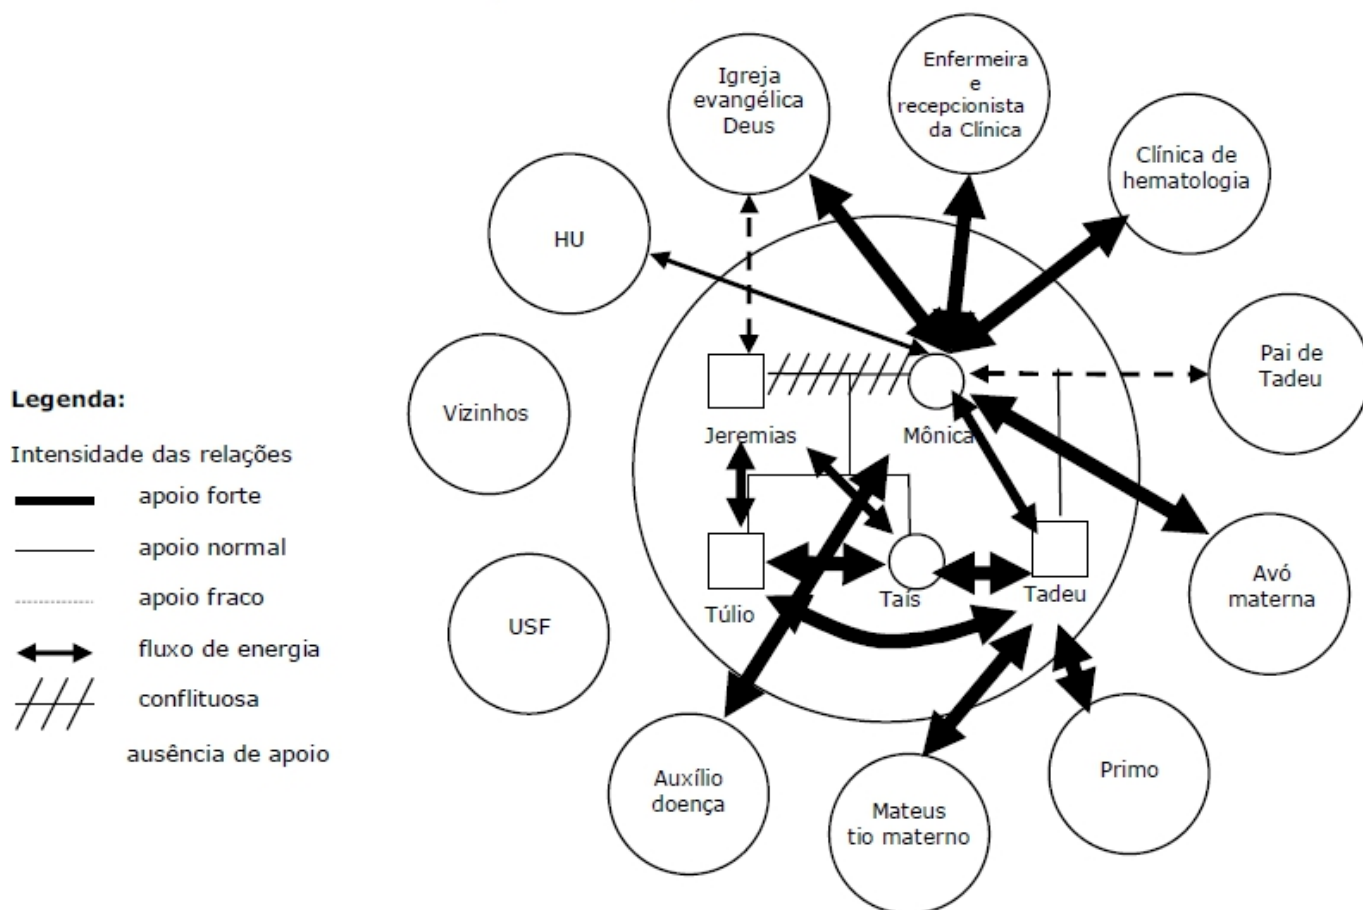 Igreja
evangélica
Deus
Enfermeira
e
recepcionista
da Clínica
Clínica de
hematologia
HU
Pai de
Tadeu
Vizinhos
Jeremias
Mônica
Legenda:
Intensidade das relações
apoio forte
apoio normal
apoio fraco
fluxo de energia
conflituosa
ausência de apoio
Túlio
Taís
Tadeu
Avó
materna
USF
Auxílio
doença
Mateus
tio materno
Primo